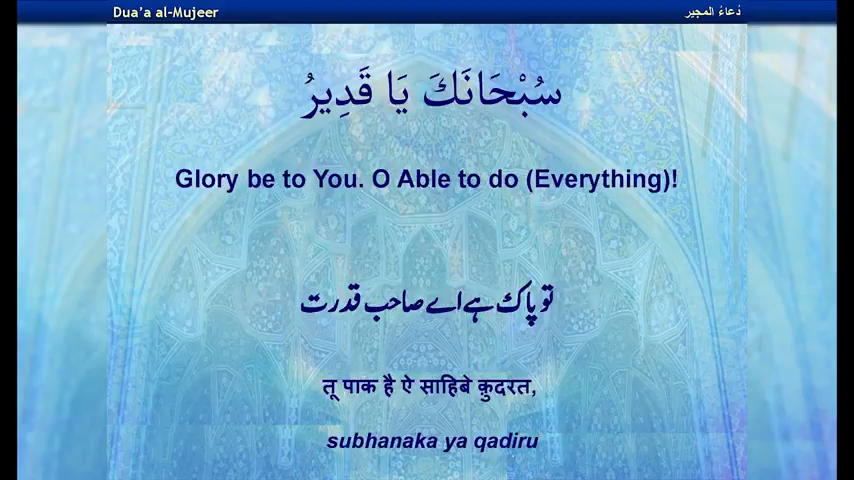 Dua’a al-Mujeer
دُعاءُ المجير
سُبْحَانَكَ يَا قَدِيرُ
Glory be to You. O Able to do (Everything)!
تو پاک ہے اے صاحب قدرت
तू पाक है ऐ साहिबे क़ुदरत,
subhanaka ya qadiru